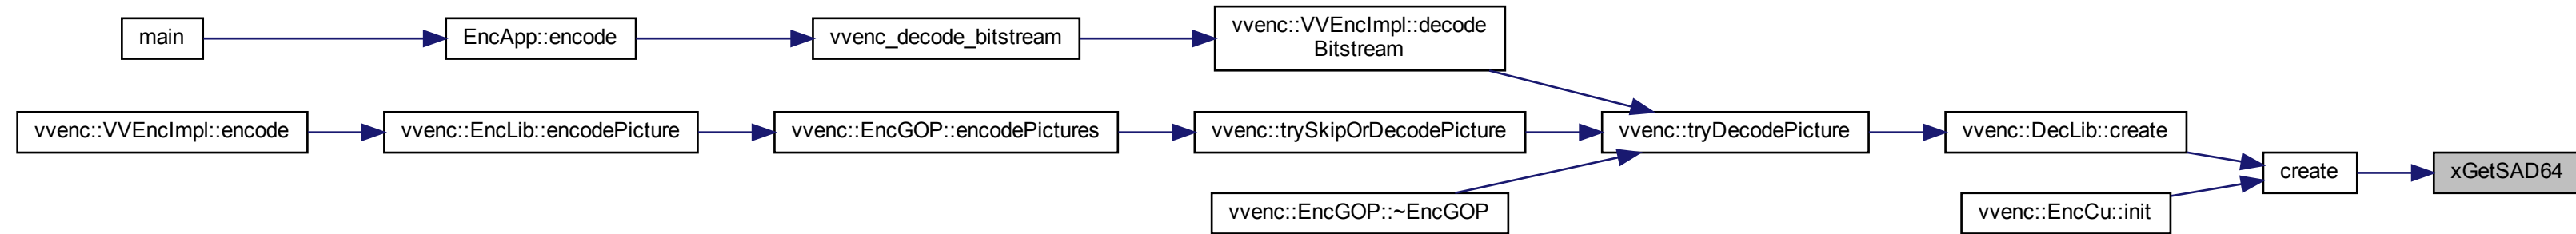 main
EncApp::encode
vvenc_decode_bitstream
vvenc::VVEncImpl::decode
Bitstream
vvenc::VVEncImpl::encode
vvenc::EncLib::encodePicture
vvenc::EncGOP::encodePictures
vvenc::trySkipOrDecodePicture
vvenc::tryDecodePicture
vvenc::DecLib::create
create
xGetSAD64
vvenc::EncGOP::~EncGOP
vvenc::EncCu::init